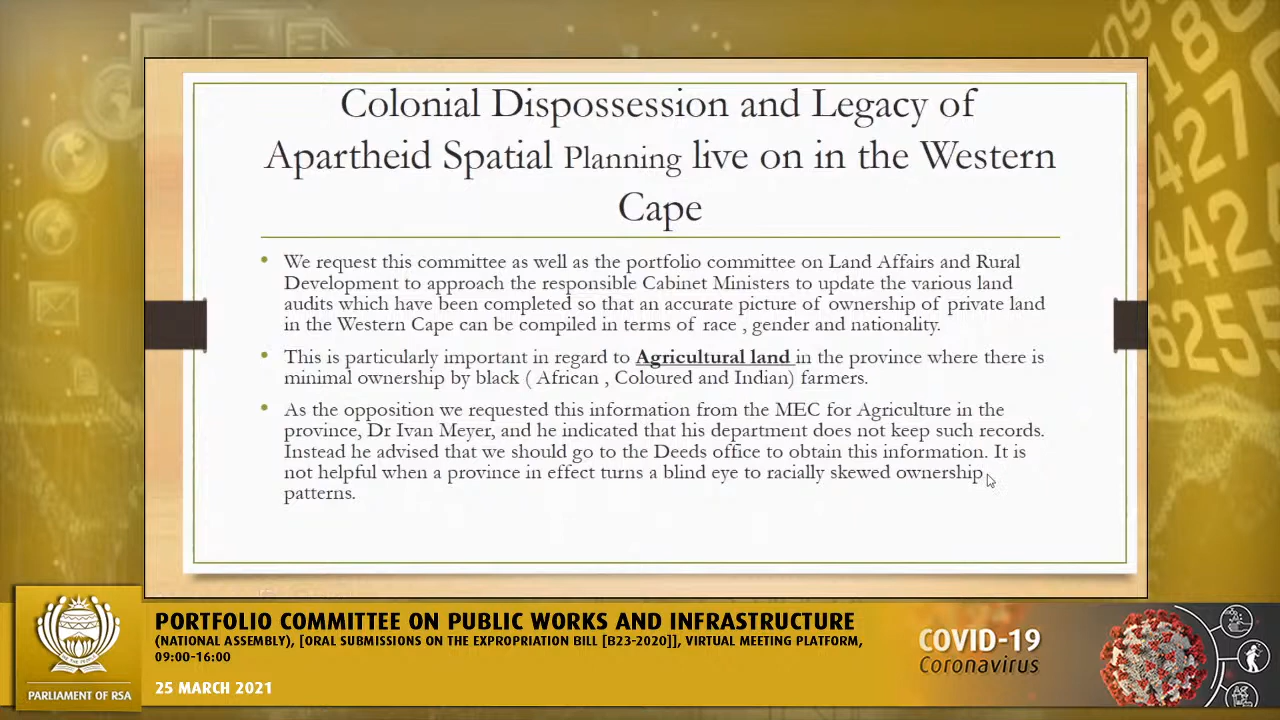 Colonial Dispossession and Legacy of
Apartheid Spatial Planning live on in the Western
Cape
• We request this committee as well as the portfolio committee on Land Affairs and Rural
Development to approach the responsible Cabinet Ministers to update the various land
audits which have been completed so that an accurate picture of ownership of private land
in the Western Cape can be compiled in terms of race , gender and nationality.
• This is particularly important in regard to Agricultural land in the province where there is
minimal ownership by black ( African , Coloured and Indian) farmers.
• As the opposition we requested this information from the MEC for Agriculture in the
province, Dr Ivan Meyer, and he indicated that his department does not keep such records.
Instead he advised that we should go to the Deeds office to obtain this information. It is
not helpful when a province in effect turns a blind eye to racially skewed ownership
patterns.
PORTFOLIO COMMITTEE ON PUBLIC WORKS AND INFRASTRUCTURE
(NATIONAL ASSEMBLY), [ORAL SUBMISSIONS ON THE EXPROPRIATION BILL [B23-2020]], VIRTUAL MEETING PLATFORM,
09:00-16:00
25 MARCH 2021
PARLIAMENT OF RSA
COVID-19
Coronavirus